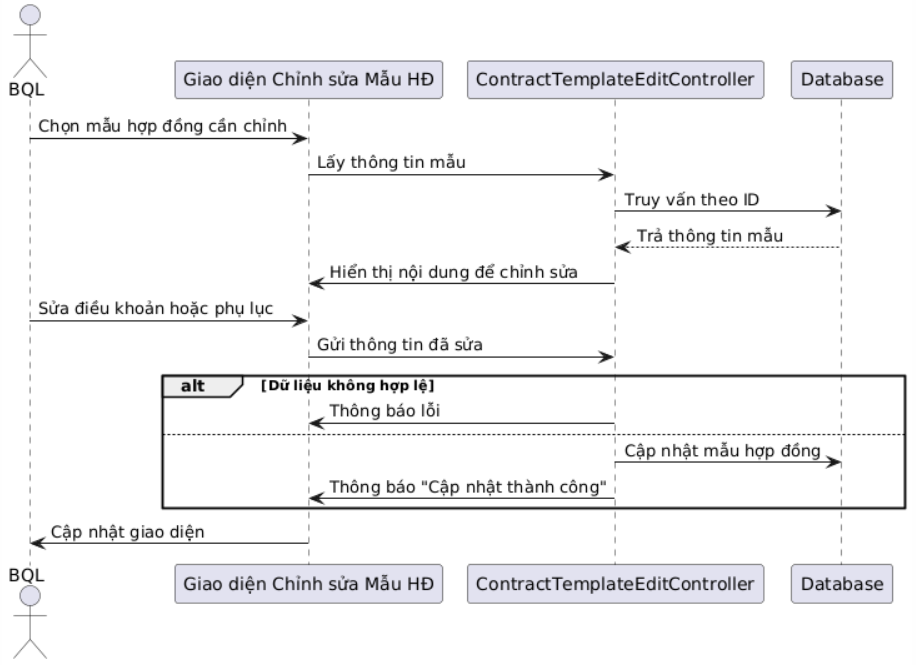 BQL
Giao diện Chỉnh sửa Mẫu HĐ
ContractTemplateEditController
Database
Chọn mẫu hợp đồng cần chỉnh
Lấy thông tin mẫu
Truy vấn theo ID
Trả thông tin mẫu
Hiển thị nội dung để chỉnh sửa
Sửa điều khoản hoặc phụ lục
Gửi thông tin đã sửa
alt
[Dữ liệu không hợp lệ]
Thông báo lỗi
Cập nhật mẫu hợp đồng
Thông báo "Cập nhật thành công"
Cập nhật giao diện
BQL
Giao diện Chỉnh sửa Mẫu HĐ
ContractTemplateEditController
Database